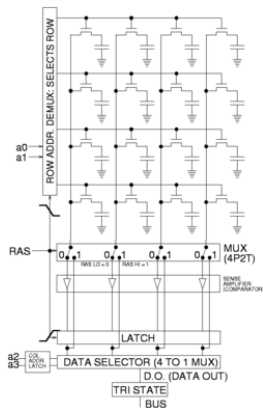 ROW ADDR. DEMUX: SELECTS ROW
a0
a1
RAS
0 1 0 1 0 1 0 1
MUX
(4P2T)
RAS LO = 0 RAS HI = 1
SENSE
AMPLIFIER
(COMPARATOR
LATCH
a2
a3
COL.
ADDR.
LATCH
DATA SELECTOR (4 TO 1 MUX)
D.O. (DATA OUT)
TRI STATE
BUS